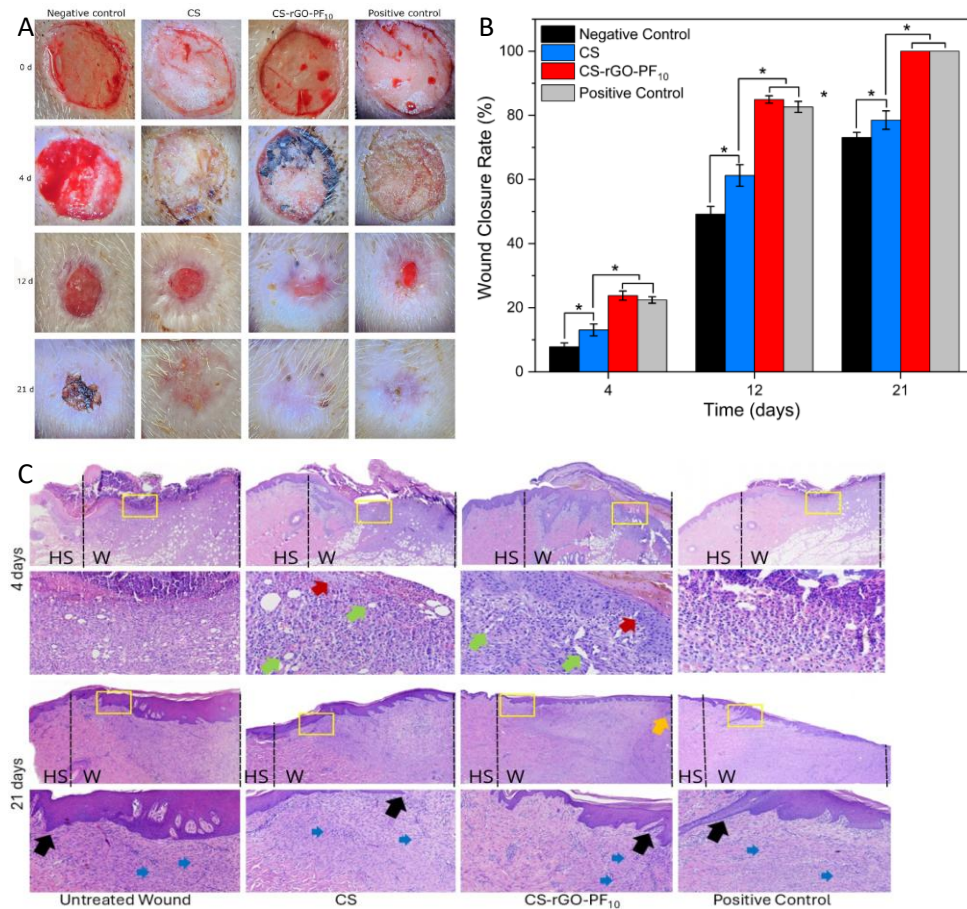 A
Negative control CS CS-rGO-PF₁₀ Positive control
0 d
4 d
12 d
21 d
B
Negative Control
CS
CS-rGO-PF₁₀
Positive Control
Wound Closure Rate (%)
100
80
60
40
20
0
* * * * * * *
4 12 21
Time (days)
C
4 days
HS W HS W HS W HS W
21 days
HS W HS W HS W HS W
Untreated Wound CS CS-rGO-PF₁₀ Positive Control